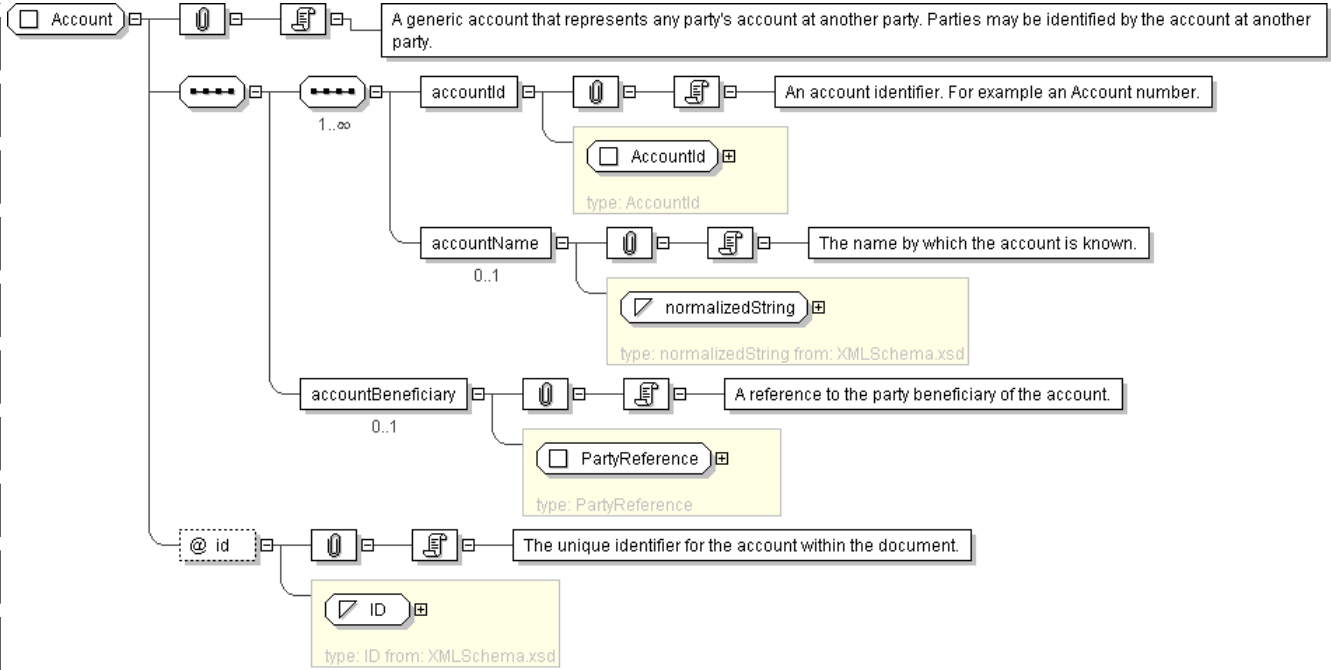 Account
A generic account that represents any party's account at another party. Parties may be identified by the account at another
party.
1..∞
accountId
An account identifier. For example an Account number.
AccountId
type: AccountId
accountName
0..1
The name by which the account is known.
normalizedString
type: normalizedString from: XMLSchema.xsd
accountBeneficiary
0..1
A reference to the party beneficiary of the account.
PartyReference
type: PartyReference
@ id
The unique identifier for the account within the document.
ID
type: ID from: XMLSchema.xsd